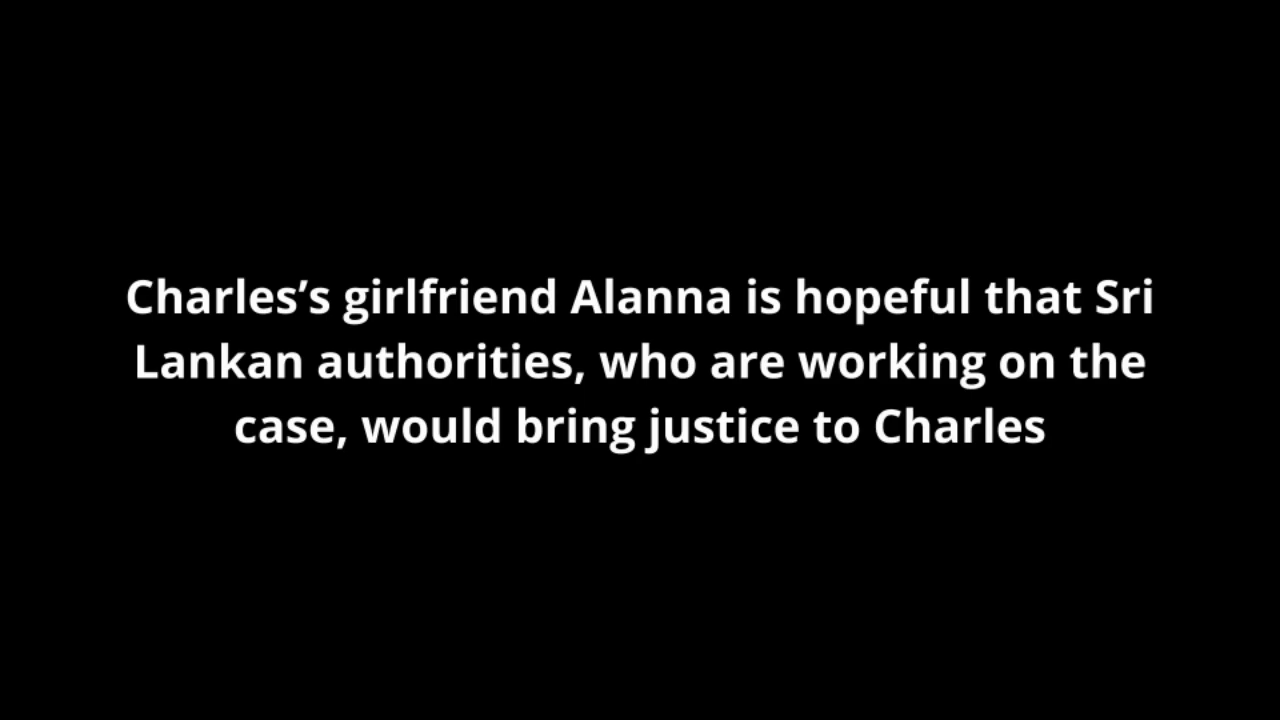 Charles’s girlfriend Alanna is hopeful that Sri
Lankan authorities, who are working on the
case, would bring justice to Charles